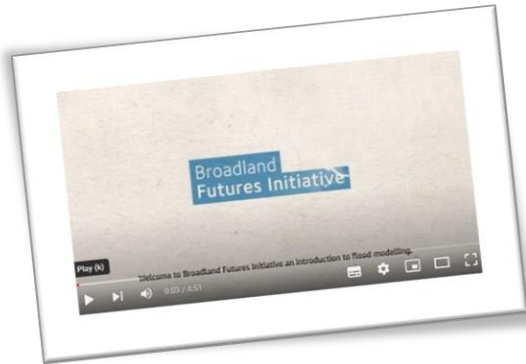 Broadland
Futures Initiative
Play (k)
Welcome to Broadland Futures Initiative an introduction to flood modelling.
0:03 / 4:51